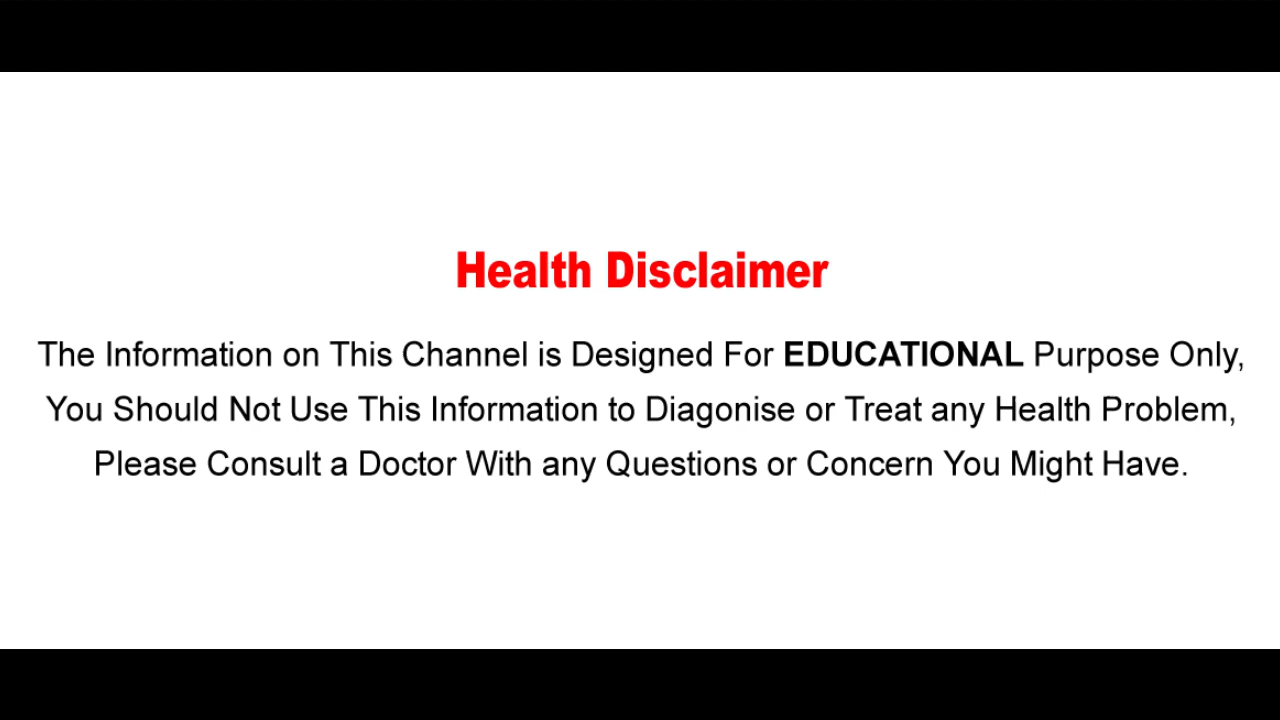 Health Disclaimer
The Information on This Channel is Designed For EDUCATIONAL Purpose Only,
You Should Not Use This Information to Diagonise or Treat any Health Problem,
Please Consult a Doctor With any Questions or Concern You Might Have.